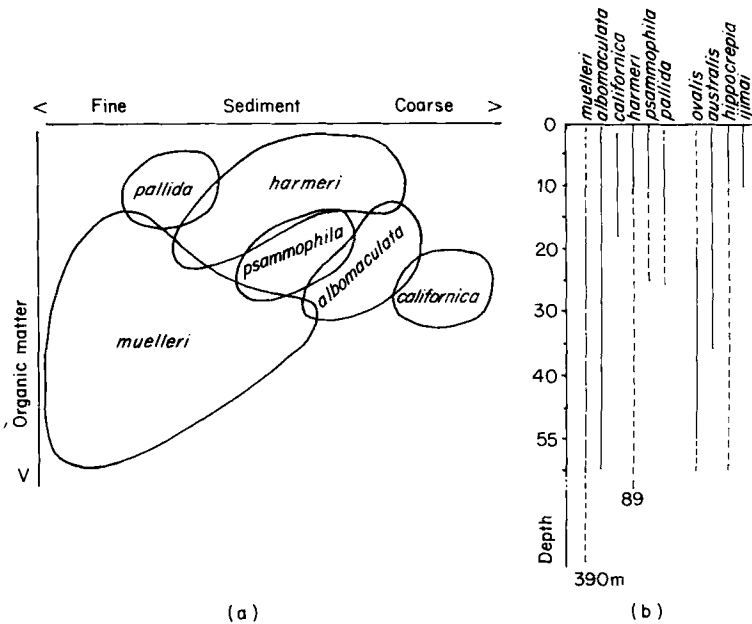 < Fine Sediment Coarse >
pallida
harmeri
psammophila
albomaculata
californica
muelleri
Organic matter
>
(a)
muelleri
albomaculata
californica
harmeri
psammophila
pallida
ovalis
australis
hippocrepia
ijimai
0
10
20
30
40
55
89
Depth
390m
(b)